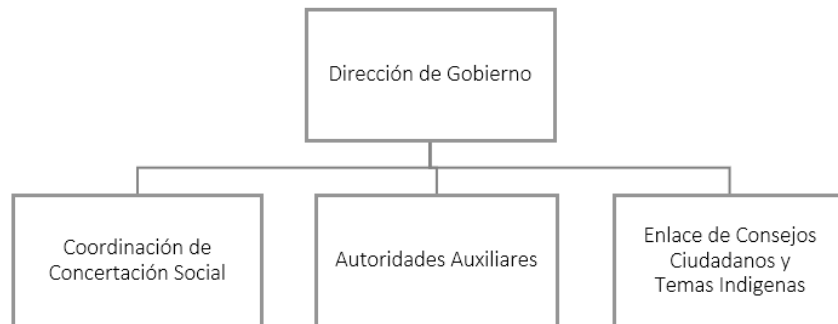 Dirección de Gobierno
Coordinación de
Concertación Social
Autoridades Auxiliares
Enlace de Consejos
Ciudadanos y
Temas Indigenas